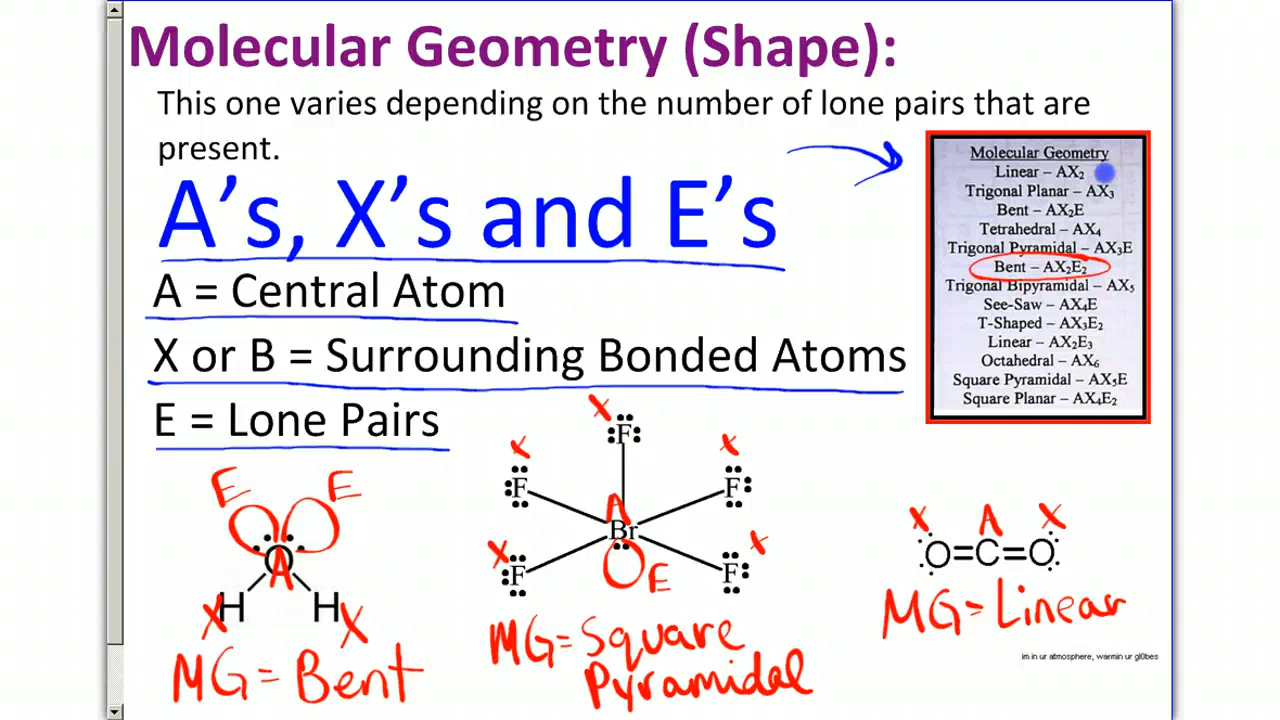 Molecular Geometry (Shape):
This one varies depending on the number of lone pairs that are
present.
A's, X's and E's
A = Central Atom
X or B = Surrounding Bonded Atoms
E = Lone Pairs
Molecular Geometry
Linear – AX₂
Trigonal Planar – AX₃
Bent – AX₂E
Tetrahedral – AX₄
Trigonal Pyramidal – AX₃E
Bent – AX₂E₂
Trigonal Bipyramidal – AX₅
See-Saw – AX₄E
T-Shaped – AX₃E₂
Linear – AX₂E₃
Octahedral – AX₆
Square Pyramidal – AX₅E
Square Planar – AX₄E₂
E E
O
A
H H
X X
MG = Bent
X
F
X X
F F
A
Br
X X
F F
E
MG = Square
Pyramidal
X A X
O=C=O
MG = Linear
im in ur atmosphere, warmin ur gl0bes